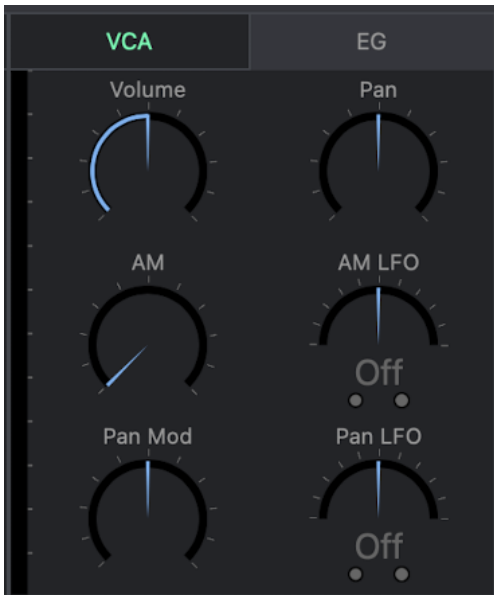 VCA EG
Volume Pan
AM AM LFO
Off
Pan Mod Pan LFO
Off